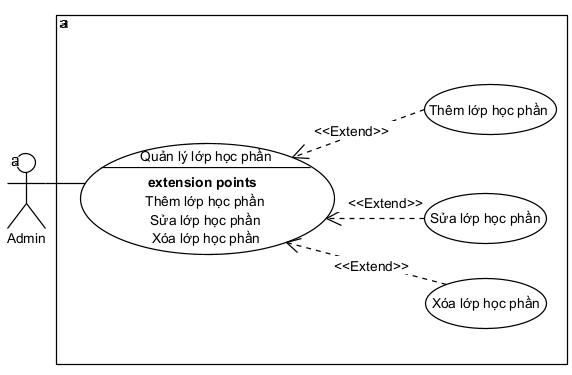 a
Thêm lớp học phần
<<Extend>>
a
Quản lý lớp học phần
extension points
Thêm lớp học phần
Sửa lớp học phần
Xóa lớp học phần
<<Extend>>
Sửa lớp học phần
Admin
<<Extend>>
Xóa lớp học phần